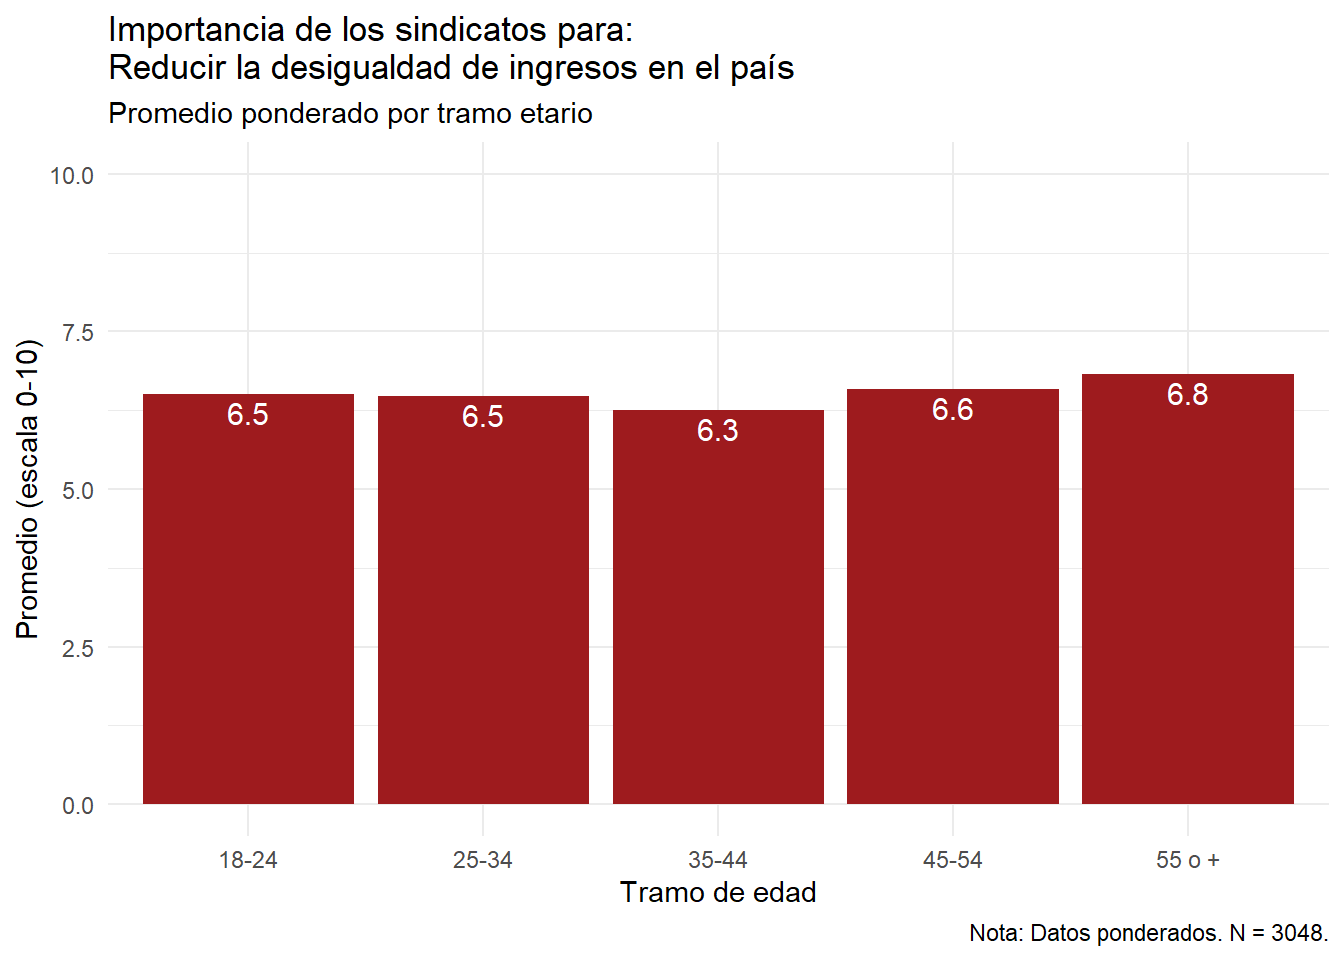 Importancia de los sindicatos para:
Reducir la desigualdad de ingresos en el país
Promedio ponderado por tramo etario
Promedio (escala 0-10)
10.0
7.5
5.0
2.5
0.0
6.5
6.5
6.3
6.6
6.8
18-24
25-34
35-44
45-54
55 o +
Tramo de edad
Nota: Datos ponderados. N = 3048.